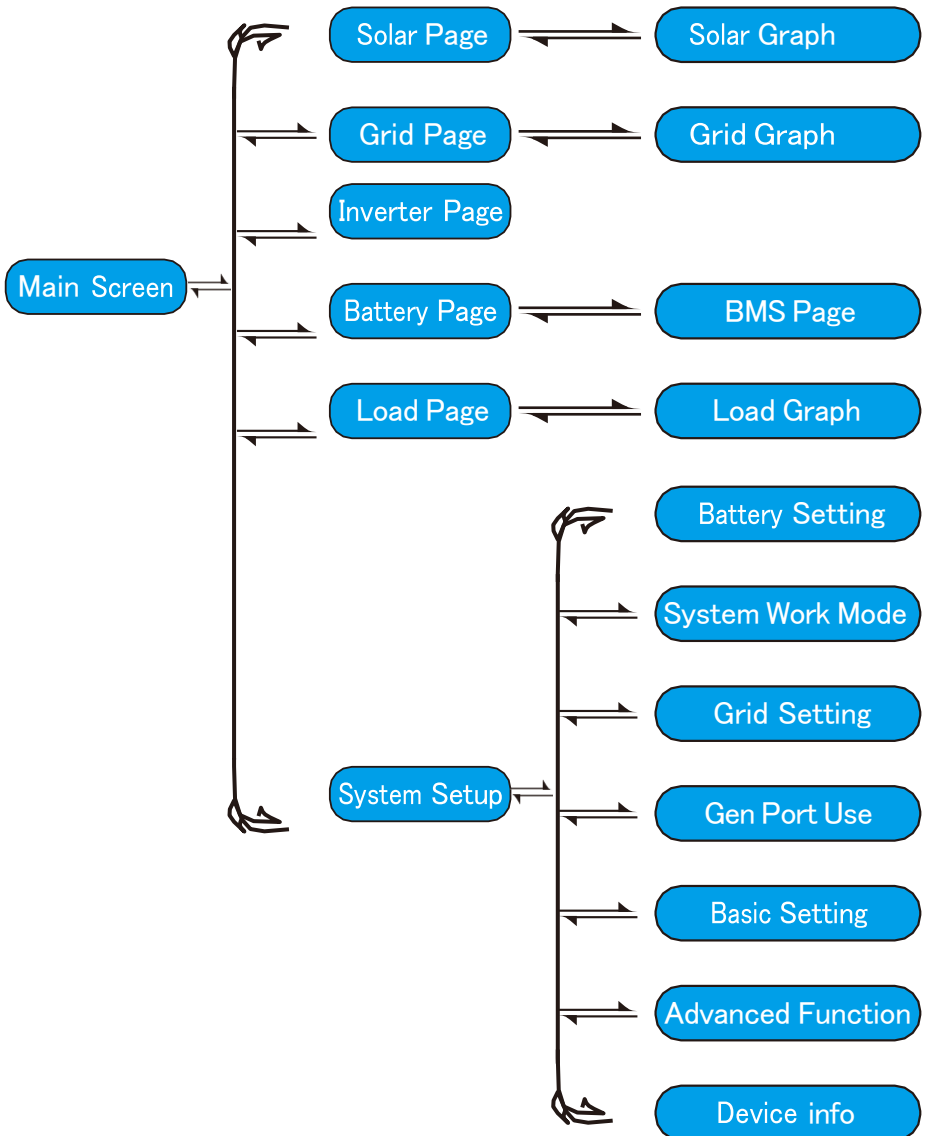 Solar Page
Solar Graph
Grid Page
Grid Graph
Inverter Page
Main Screen
Battery Page
BMS Page
Load Page
Load Graph
Battery Setting
System Work Mode
Grid Setting
System Setup
Gen Port Use
Basic Setting
Advanced Function
Device info